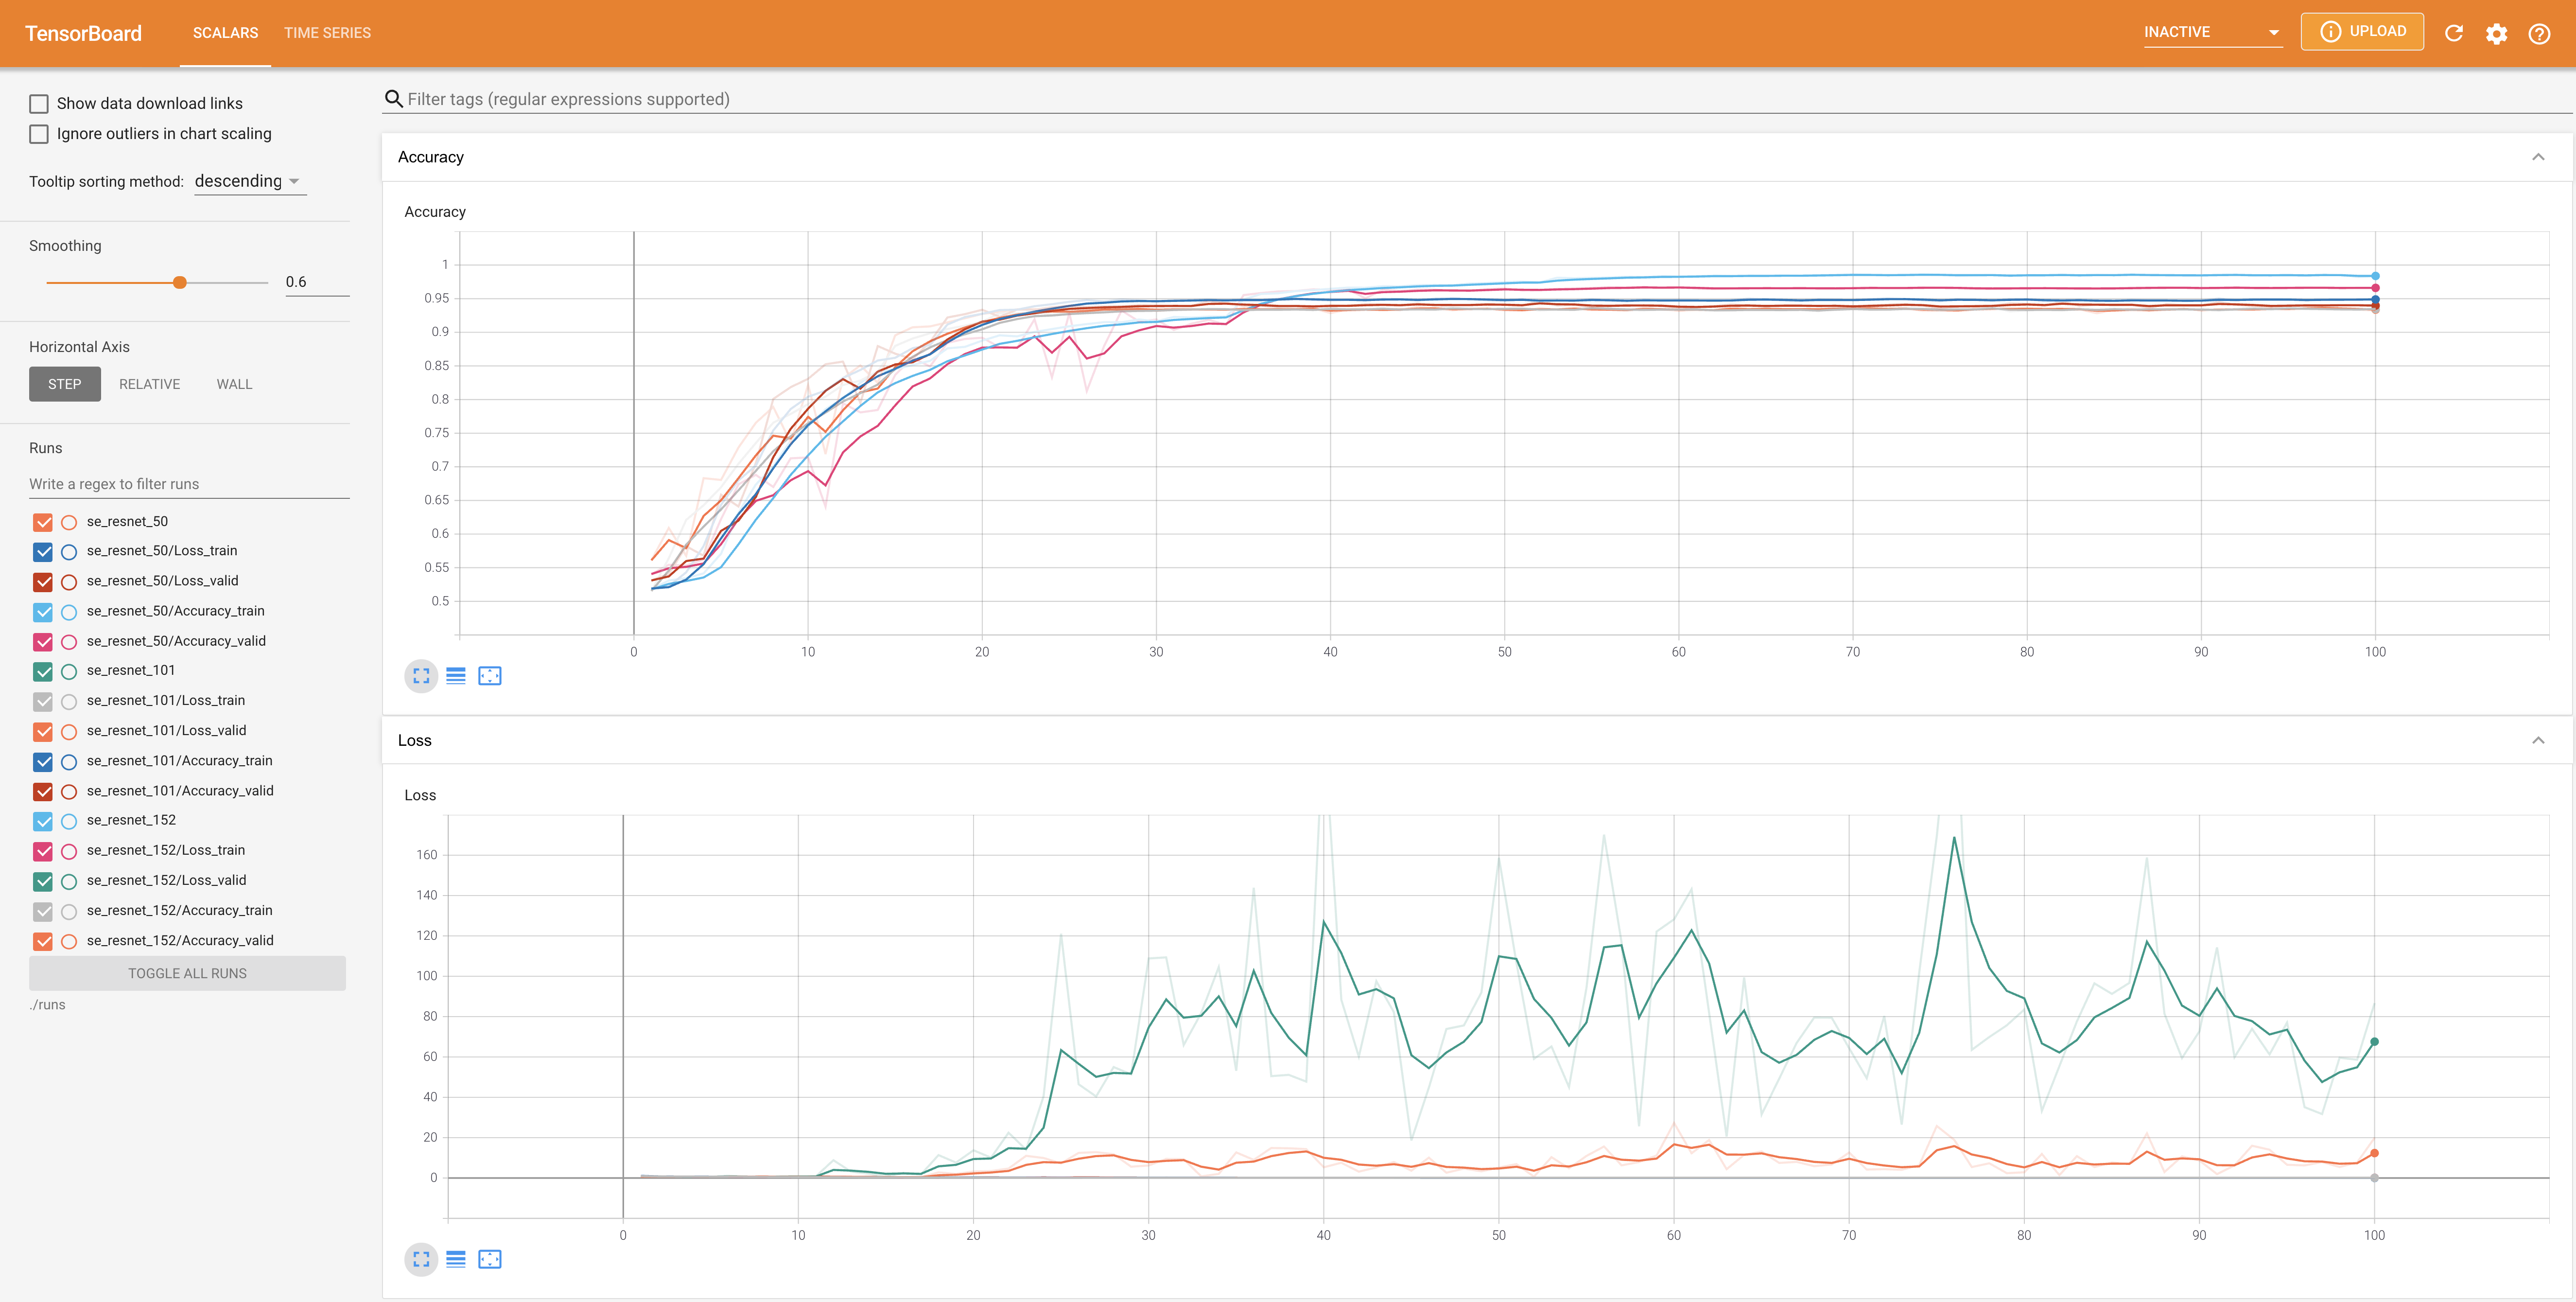 TensorBoard SCALARS TIME SERIES INACTIVE UPLOAD
Show data download links
Ignore outliers in chart scaling
Tooltip sorting method: descending
Smoothing
0.6
Horizontal Axis
STEP RELATIVE WALL
Runs
Write a regex to filter runs
se_resnet_50
se_resnet_50/Loss_train
se_resnet_50/Loss_valid
se_resnet_50/Accuracy_train
se_resnet_50/Accuracy_valid
se_resnet_101
se_resnet_101/Loss_train
se_resnet_101/Loss_valid
se_resnet_101/Accuracy_train
se_resnet_101/Accuracy_valid
se_resnet_152
se_resnet_152/Loss_train
se_resnet_152/Loss_valid
se_resnet_152/Accuracy_train
se_resnet_152/Accuracy_valid
TOGGLE ALL RUNS
./runs
Filter tags (regular expressions supported)
Accuracy
Accuracy
1
0.95
0.9
0.85
0.8
0.75
0.7
0.65
0.6
0.55
0.5
0 10 20 30 40 50 60 70 80 90 100
Loss
Loss
160
140
120
100
80
60
40
20
0
0 10 20 30 40 50 60 70 80 90 100